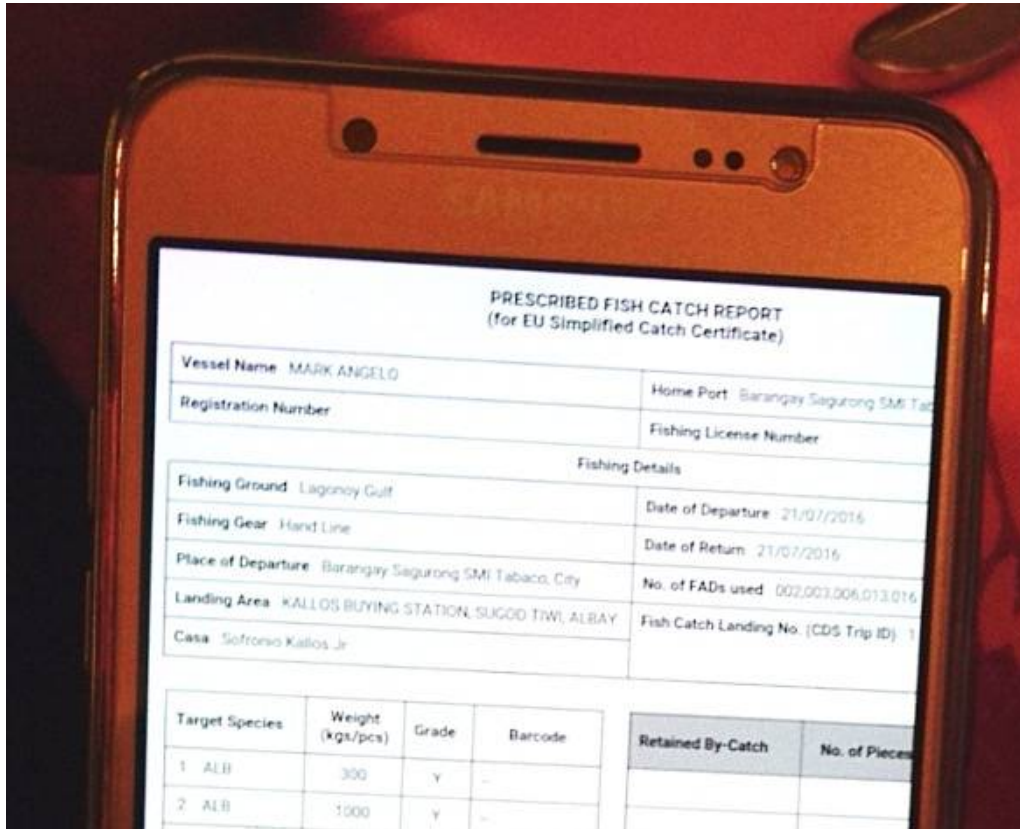 SAMSUNG
PRESCRIBED FISH CATCH REPORT
(for EU Simplified Catch Certificate)
Vessel Name MARK ANGELO
Home Port Barangay Sagurong SMI Tab
Registration Number
Fishing License Number
Fishing Details
Fishing Ground Lagonoy Gulf
Date of Departure 21/07/2016
Fishing Gear Hand Line
Date of Return 21/07/2016
Place of Departure Barangay Sagurong SMI Tabaco, City
No. of FADs used 002,003,006,013,016
Landing Area KALLOS BUYING STATION, SUGOD TIWI, ALBAY
Fish Catch Landing No. (CDS Trip ID) 1
Casa Sofronio Kallos Jr
Target Species Weight (kgs/pcs) Grade Barcode
Retained By-Catch No. of Pieces
1 ALB 300 Y --
2 ALB 1000 Y --